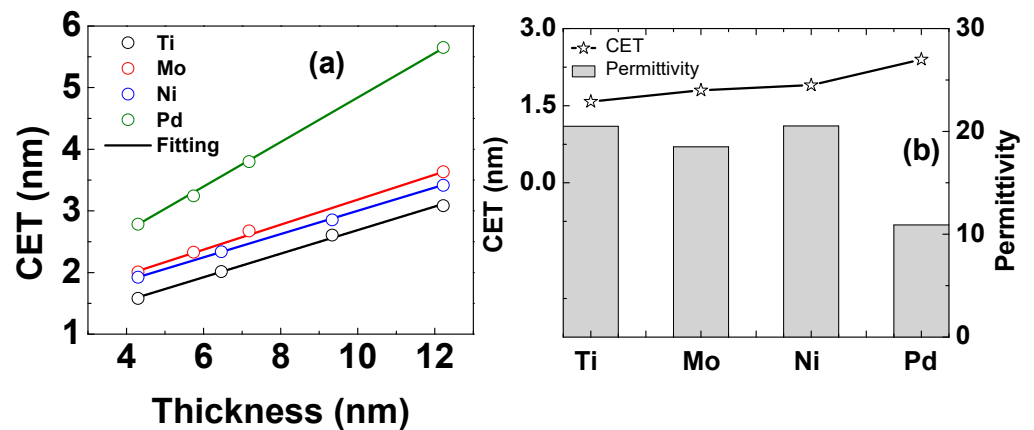 6
5
4
3
2
1
CET (nm)
Ti
Mo
Ni
Pd
Fitting
(a)
4 6 8 10 12
Thickness (nm)
3.0
1.5
0.0
CET (nm)
CET
Permittivity
(b)
30
20
10
0
Permittivity
Ti Mo Ni Pd